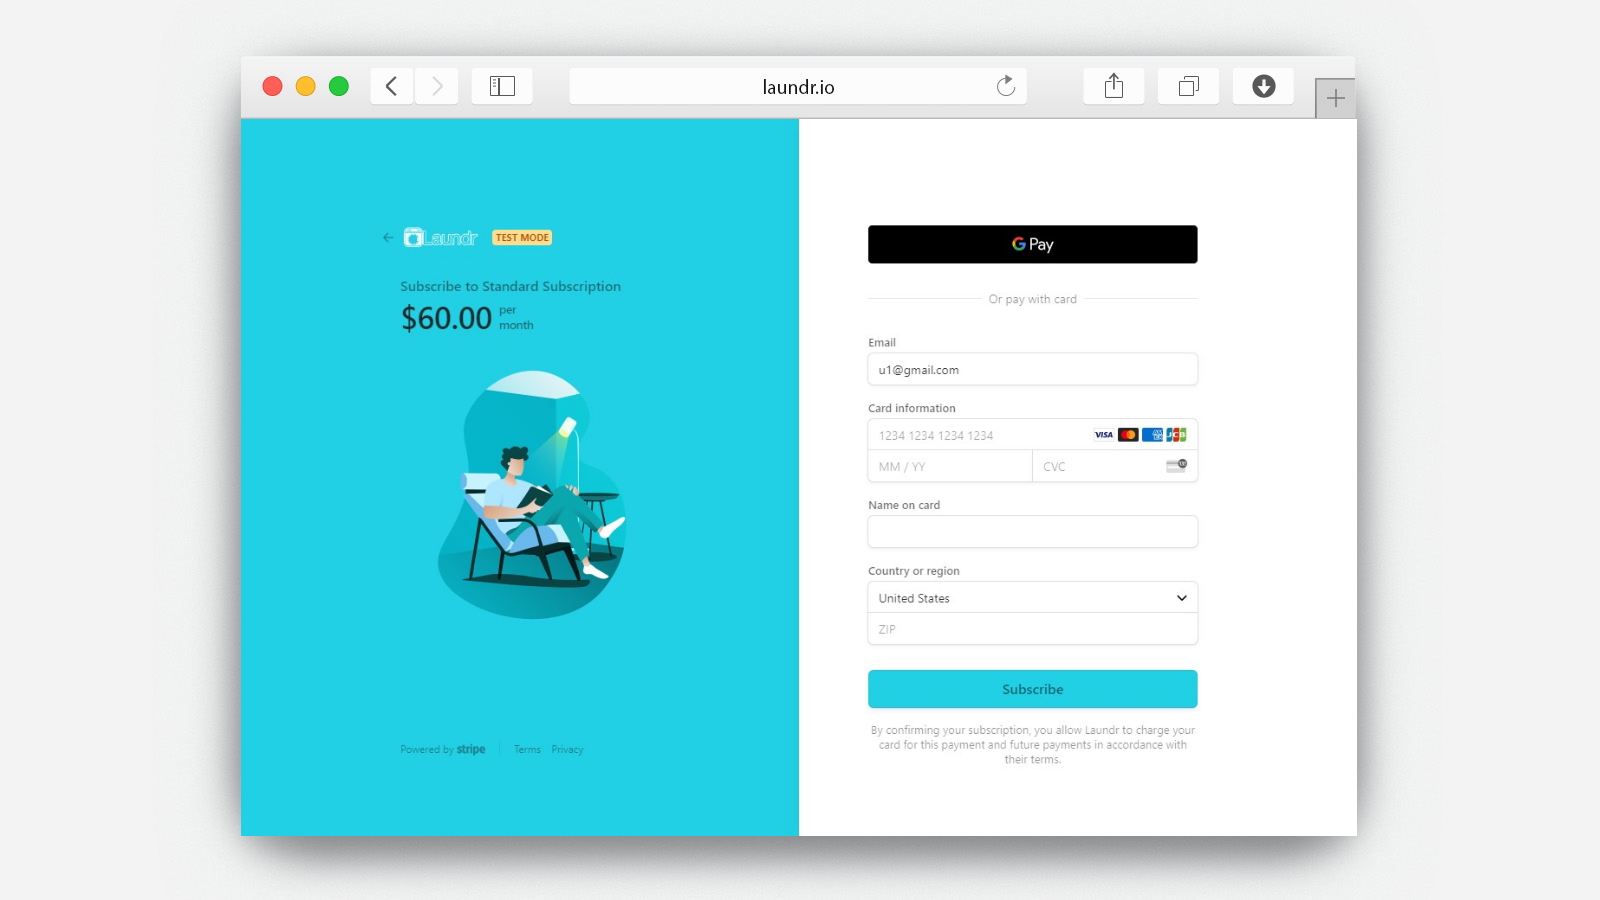 laundr.io
Laundr TEST MODE
Subscribe to Standard Subscription
$60.00 per
month
Powered by stripe Terms Privacy
G Pay
Or pay with card
Email
u1@gmail.com
Card information
1234 1234 1234 1234 VISA JCB
MM / YY CVC
Name on card
Country or region
United States
ZIP
Subscribe
By confirming your subscription, you allow Laundr to charge your
card for this payment and future payments in accordance with
their terms.